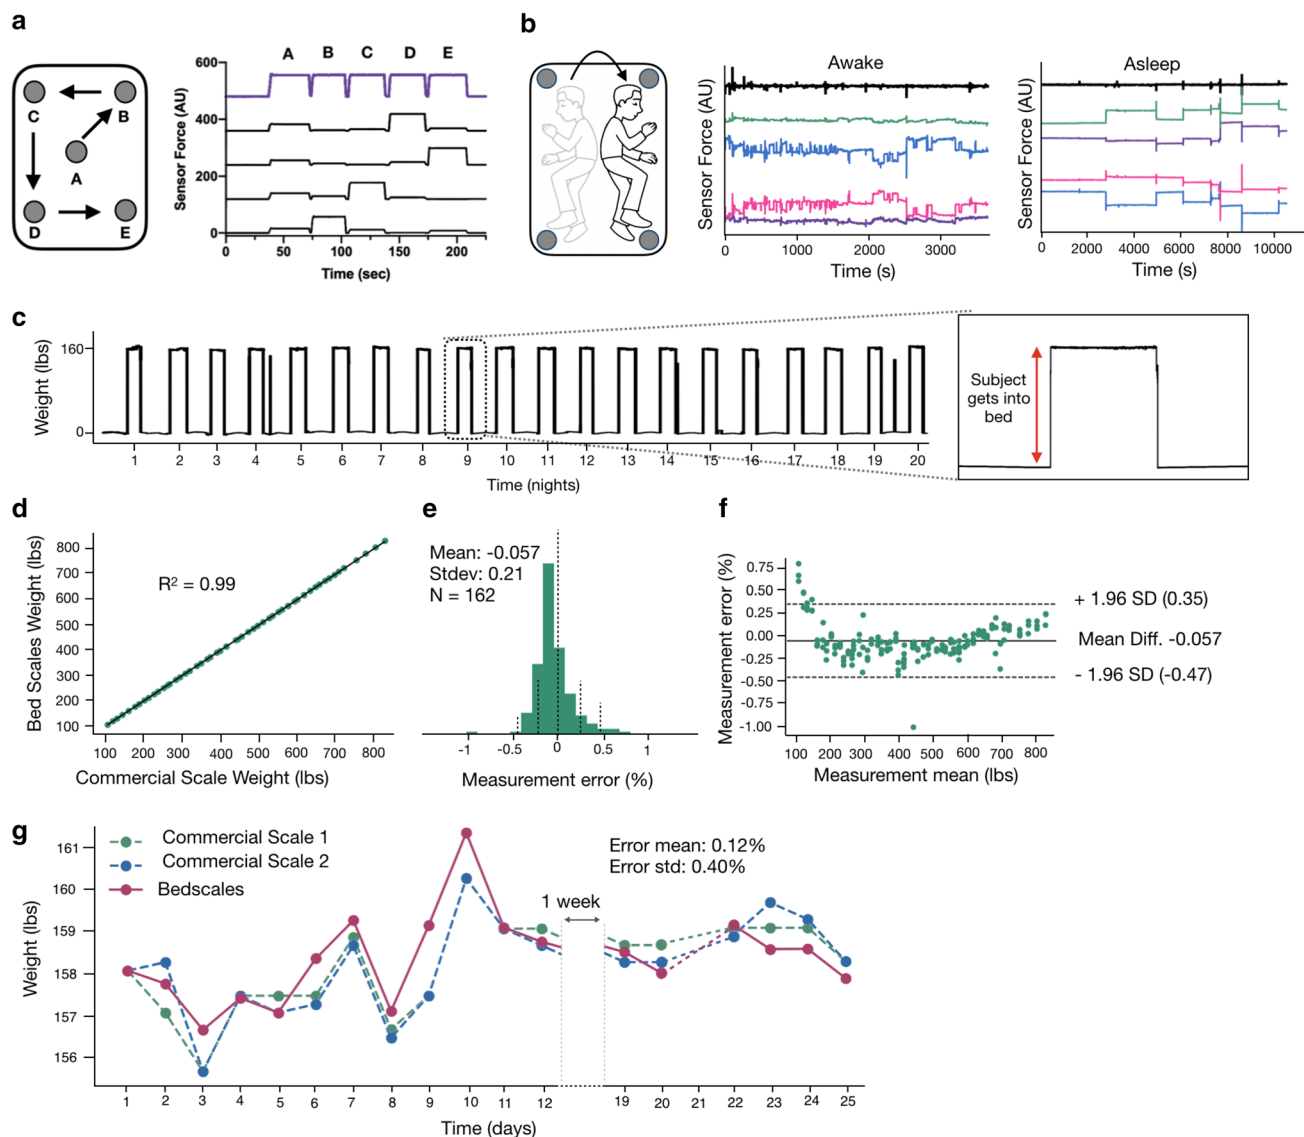 a
C
B
A
D
E
A B C D E
600
400
200
0
Sensor Force (AU)
0 50 100 150 200
Time (sec)
b
Awake
Sensor Force (AU)
0 1000 2000 3000
Time (s)
Asleep
Sensor Force (AU)
0 2000 4000 6000 8000 10000
Time (s)
c
Weight (lbs)
160
0
1 2 3 4 5 6 7 8 9 10 11 12 13 14 15 16 17 18 19 20
Time (nights)
Subject
gets into
bed
d
Bed Scales Weight (lbs)
800
700
600
500
400
300
200
100
R² = 0.99
100 200 300 400 500 600 700 800
Commercial Scale Weight (lbs)
e
Mean: -0.057
Stdev: 0.21
N = 162
-1 -0.5 0 0.5 1
Measurement error (%)
f
Measurement error (%)
0.75
0.50
0.25
0.00
-0.25
-0.50
-0.75
-1.00
+ 1.96 SD (0.35)
Mean Diff. -0.057
- 1.96 SD (-0.47)
100 200 300 400 500 600 700 800
Measurement mean (lbs)
g
Commercial Scale 1
Commercial Scale 2
Bedscales
Error mean: 0.12%
Error std: 0.40%
1 week
Weight (lbs)
161
160
159
158
157
156
1 2 3 4 5 6 7 8 9 10 11 12 19 20 21 22 23 24 25
Time (days)